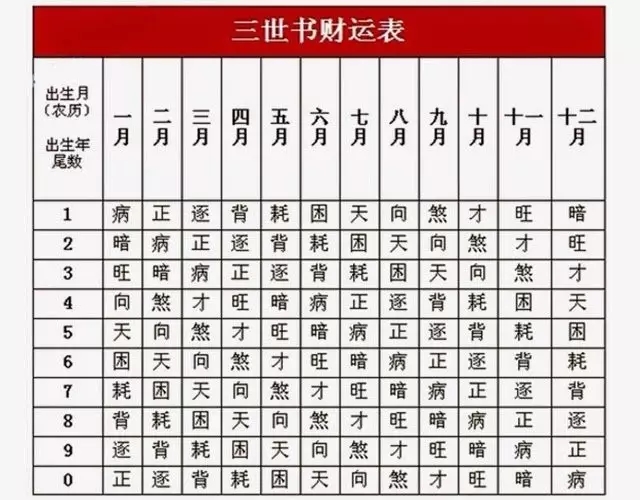 三世书财运表
出生月
（农历）
出生年
尾数
一月 二月 三月 四月 五月 六月 七月 八月 九月 十月 十一月 十二月
1 病 正 逐 背 耗 困 天 向 煞 才 旺 暗
2 暗 病 正 逐 背 耗 困 天 向 煞 才 旺
3 旺 暗 病 正 逐 背 耗 困 天 向 煞 才
4 向 煞 才 旺 暗 病 正 逐 背 耗 困 天
5 天 向 煞 才 旺 暗 病 正 逐 背 耗 困
6 困 天 向 煞 才 旺 暗 病 正 逐 背 耗
7 耗 困 天 向 煞 才 旺 暗 病 正 逐 背
8 背 耗 困 天 向 煞 才 旺 暗 病 正 逐
9 逐 背 耗 困 天 向 煞 才 旺 暗 病 正
0 正 逐 背 耗 困 天 向 煞 才 旺 暗 病